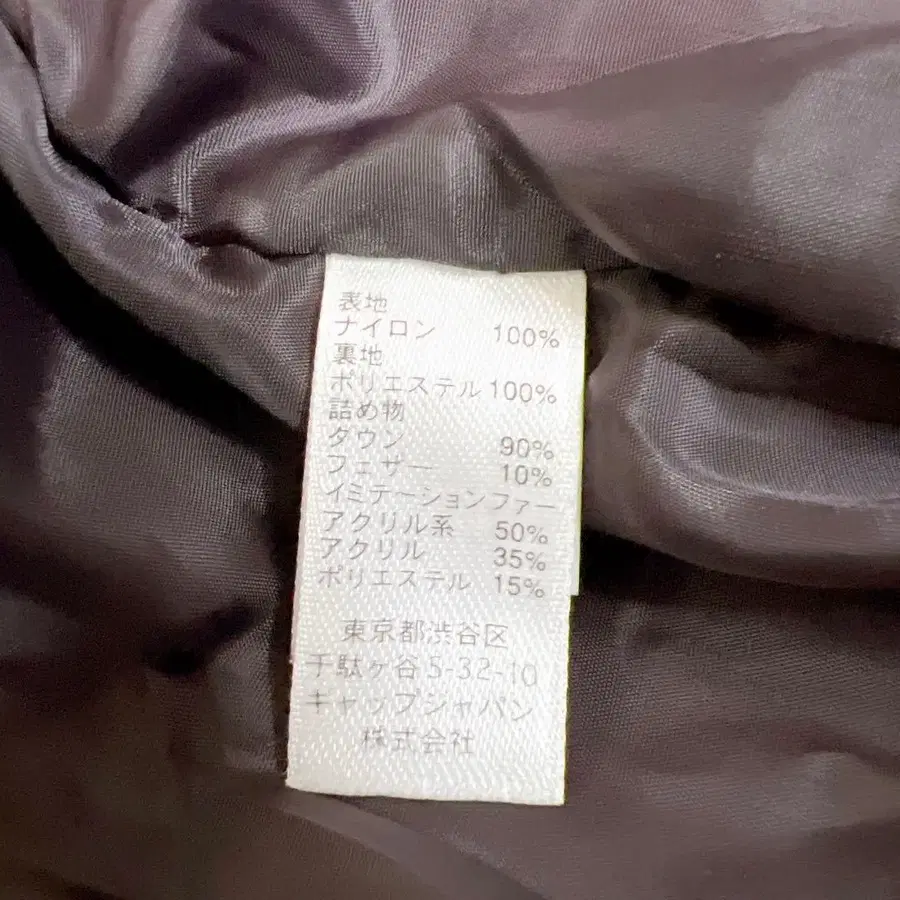 表地
ナイロン 100%
裏地
ポリエステル 100%
詰め物
ダウン 90%
フェザー 10%
イミテーションファー
アクリル系 50%
アクリル 35%
ポリエステル 15%
東京都渋谷区
千駄ヶ谷5-32-10
キャップジャパン
株式会社